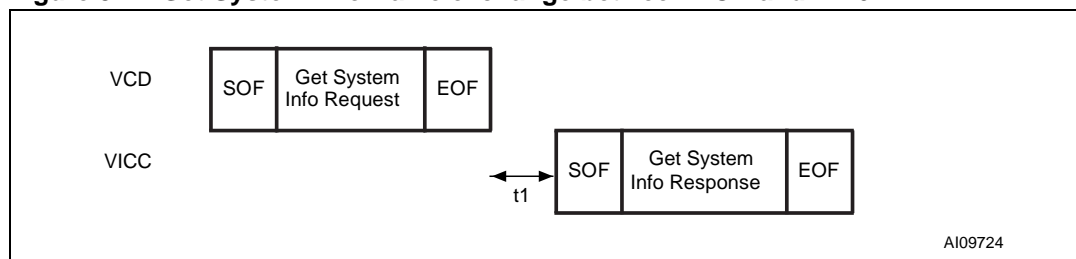 VCD
SOF
Get System
Info Request
EOF
VICC
t1
SOF
Get System
Info Response
EOF
AI09724